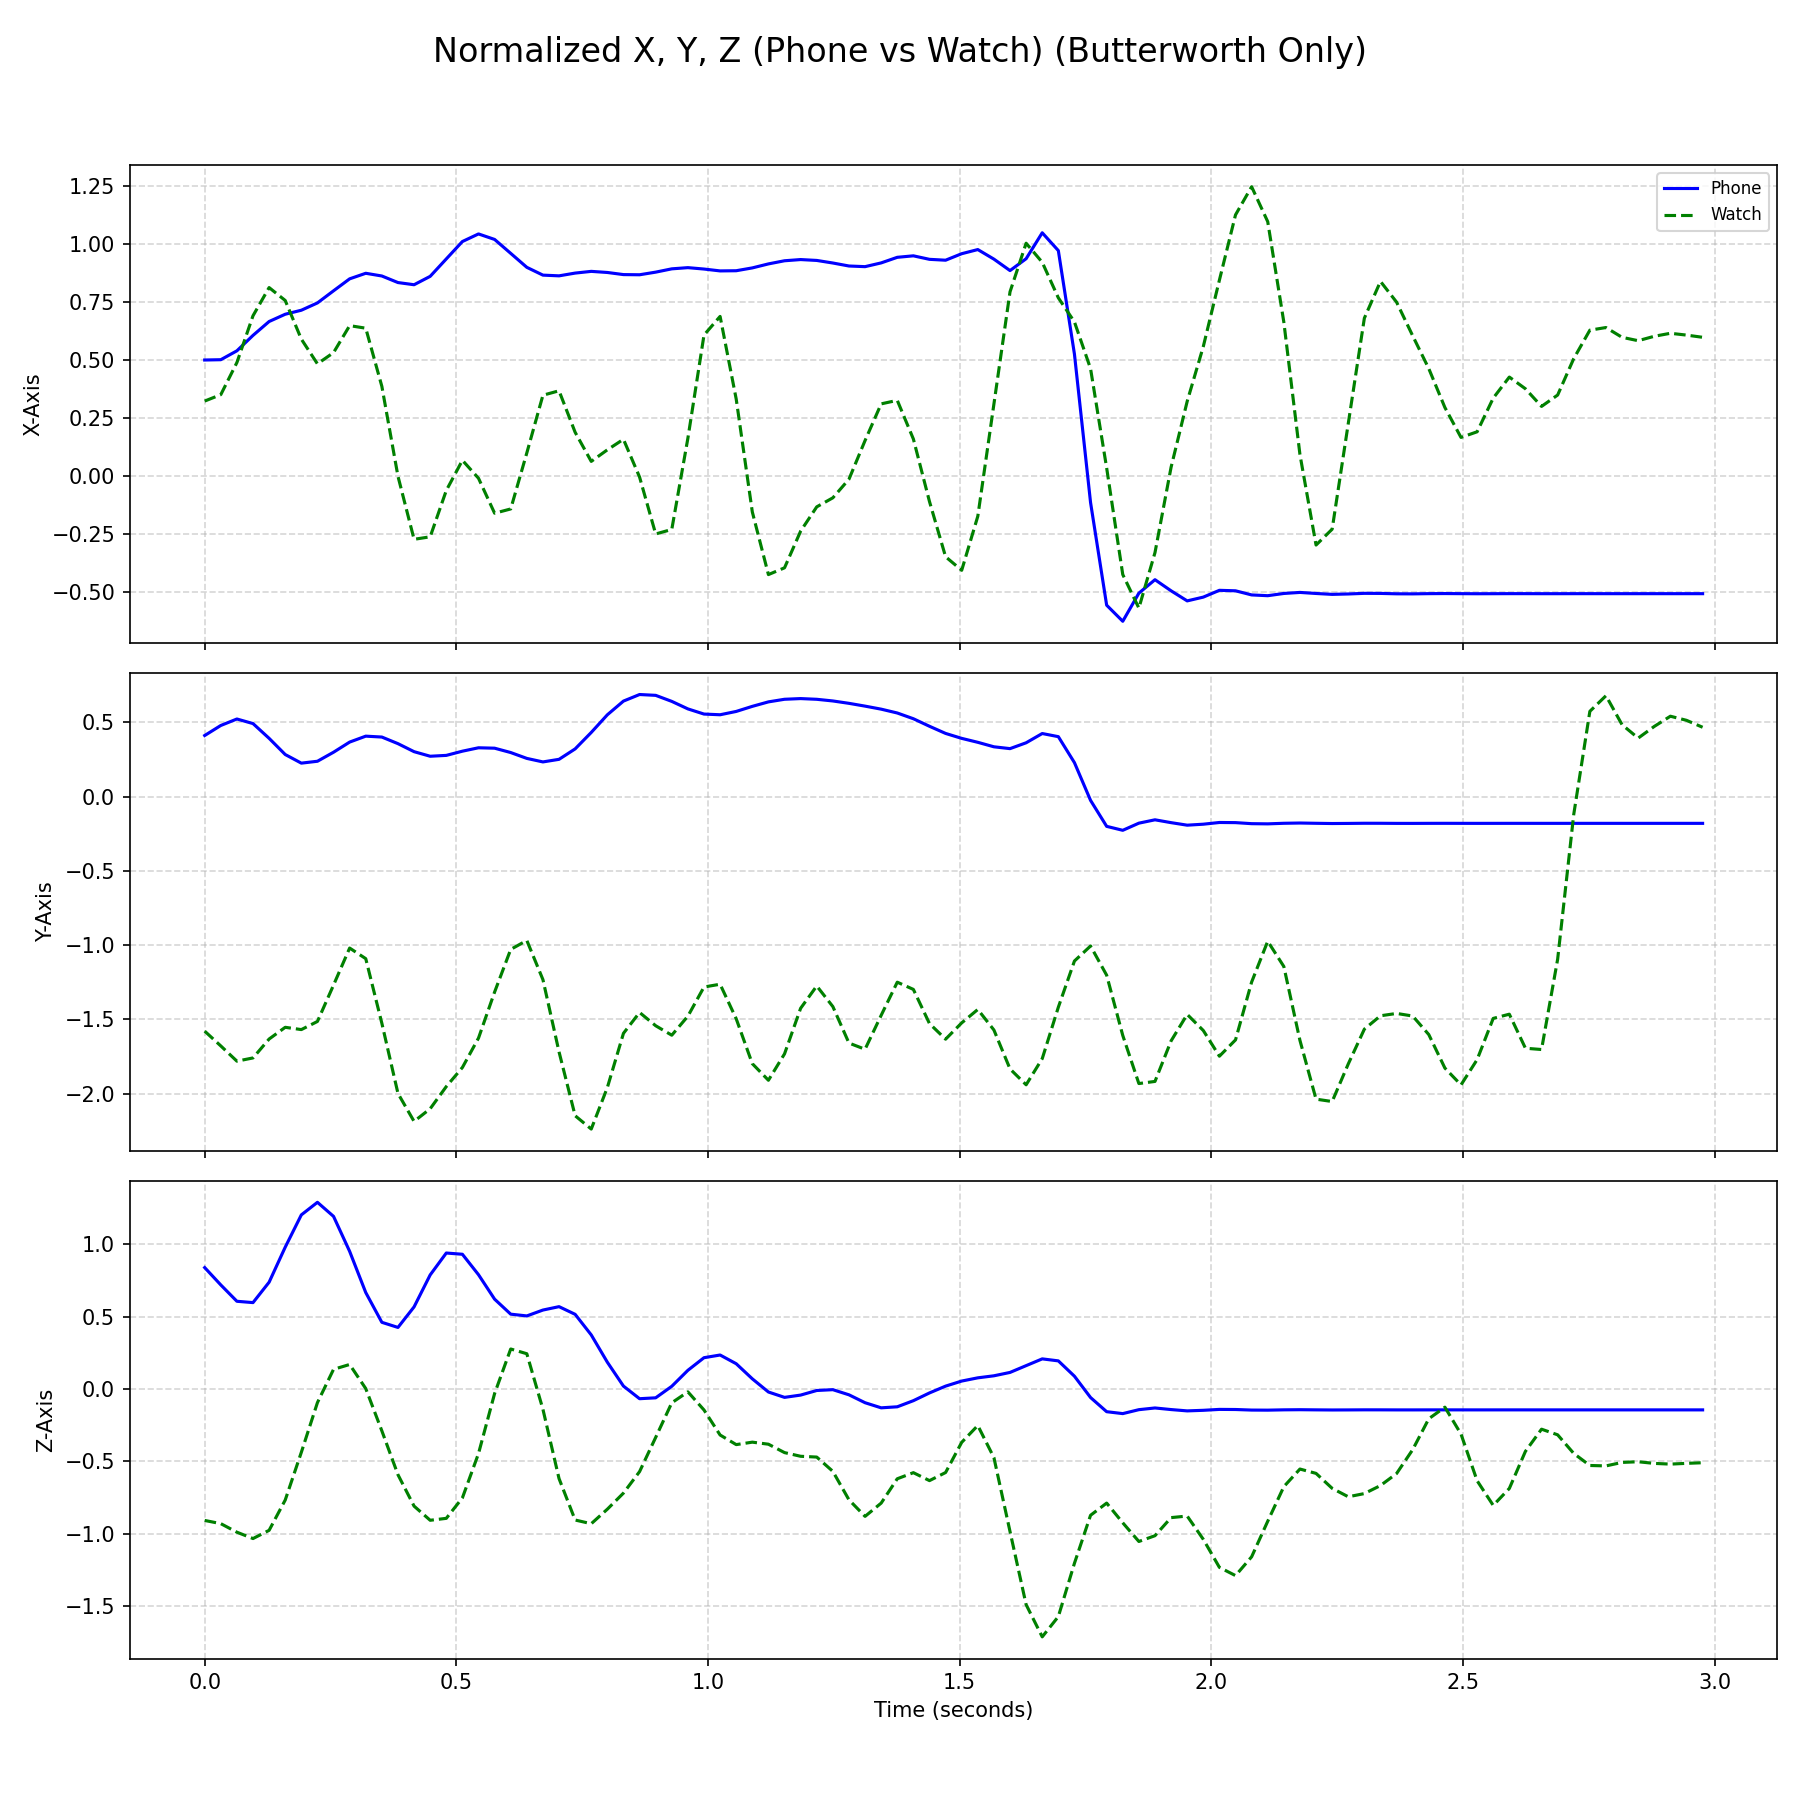 Normalized X, Y, Z (Phone vs Watch) (Butterworth Only)
Phone
Watch
1.25
1.00
0.75
0.50
0.25
0.00
−0.25
−0.50
X-Axis
0.5
0.0
−0.5
−1.0
−1.5
−2.0
Y-Axis
1.0
0.5
0.0
−0.5
−1.0
−1.5
Z-Axis
0.0 0.5 1.0 1.5 2.0 2.5 3.0
Time (seconds)